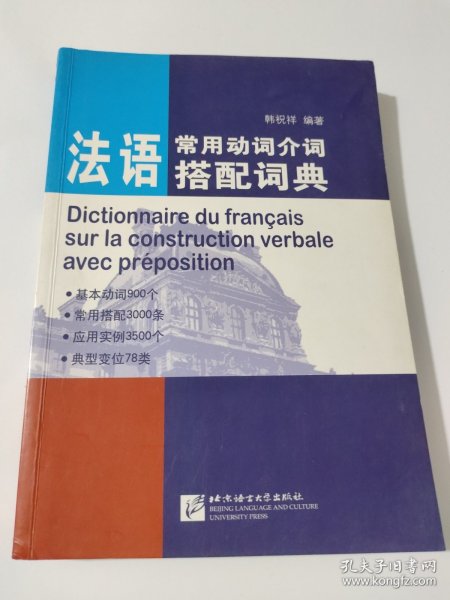 韩祝祥 编著
法语
常用动词介词
搭配词典
Dictionnaire du français
sur la construction verbale
avec préposition
• 基本动词900个
• 常用搭配3000条
• 应用实例3500个
• 典型变位78类
北京语言大学出版社
BEIJING LANGUAGE AND CULTURE
UNIVERSITY PRESS
孔夫子旧书网
www.kongfz.com